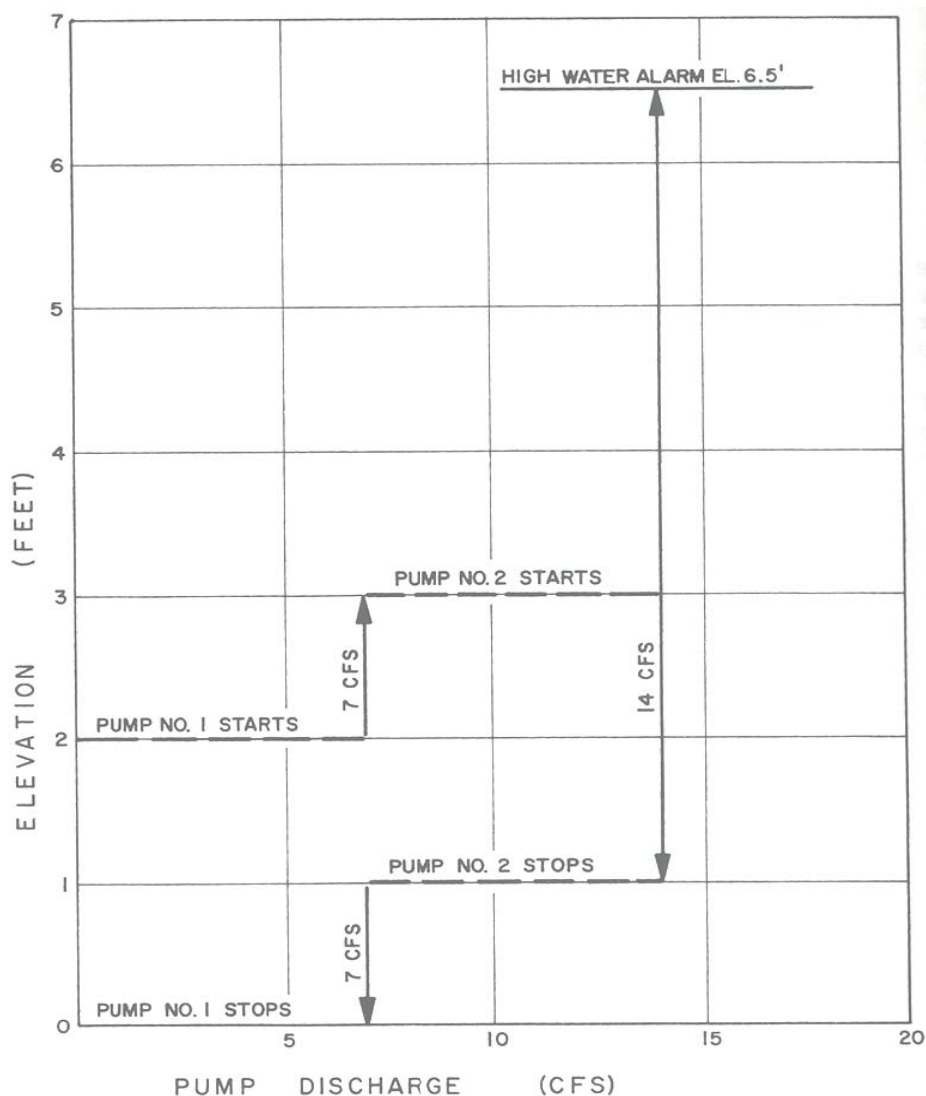 7
HIGH WATER ALARM EL. 6.5'
6
5
4
PUMP NO. 2 STARTS
3
7 CFS
14 CFS
PUMP NO. 1 STARTS
2
PUMP NO. 2 STOPS
1
7 CFS
PUMP NO. 1 STOPS
0
5
10
15
20
ELEVATION (FEET)
PUMP DISCHARGE (CFS)